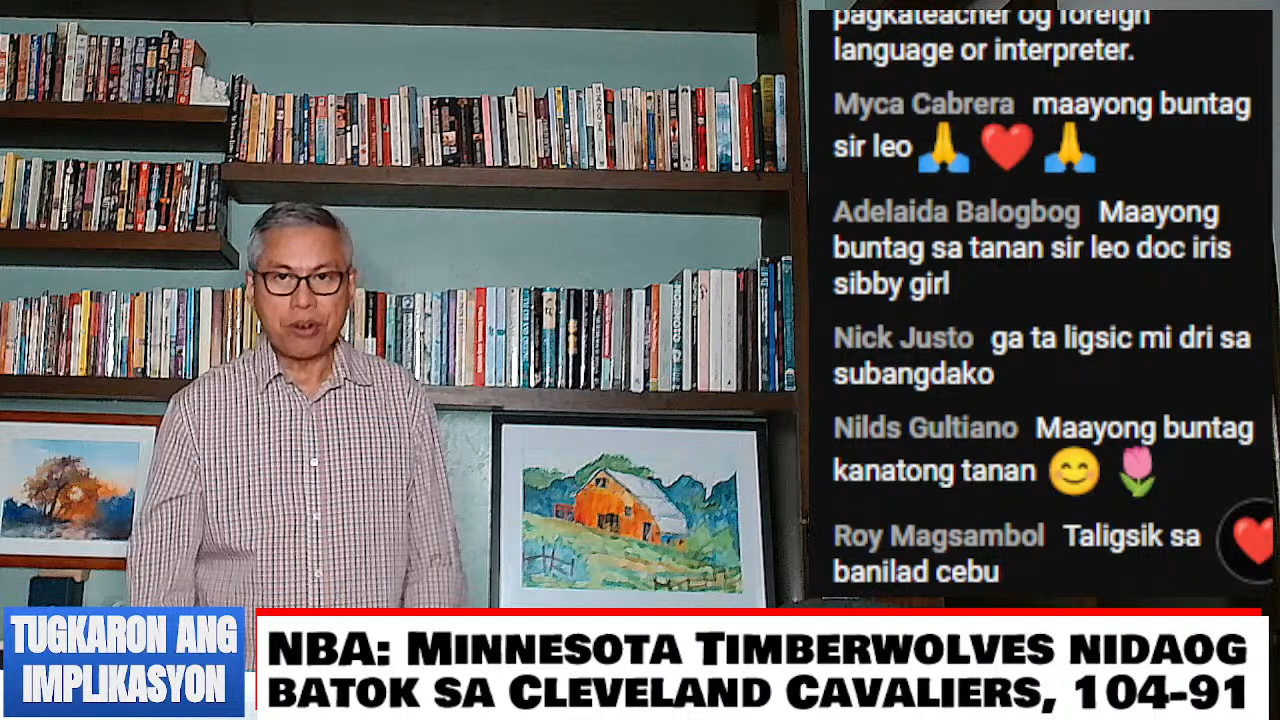 pagkateacher og foreign
language or interpreter.
Myca Cabrera maayong buntag
sir leo 🙏 ❤️ 🙏
Adelaida Balogbog Maayong
buntag sa tanan sir leo doc iris
sibby girl
Nick Justo ga ta ligsic mi dri sa
subangdako
Nilds Gultiano Maayong buntag
kanatong tanan 😊 🌷
Roy Magsambol Taligsik sa
banilad cebu
TUGKARON ANG
IMPLIKASYON
NBA: MINNESOTA TIMBERWOLVES NIDAOG
BATOK SA CLEVELAND CAVALIERS, 104-91